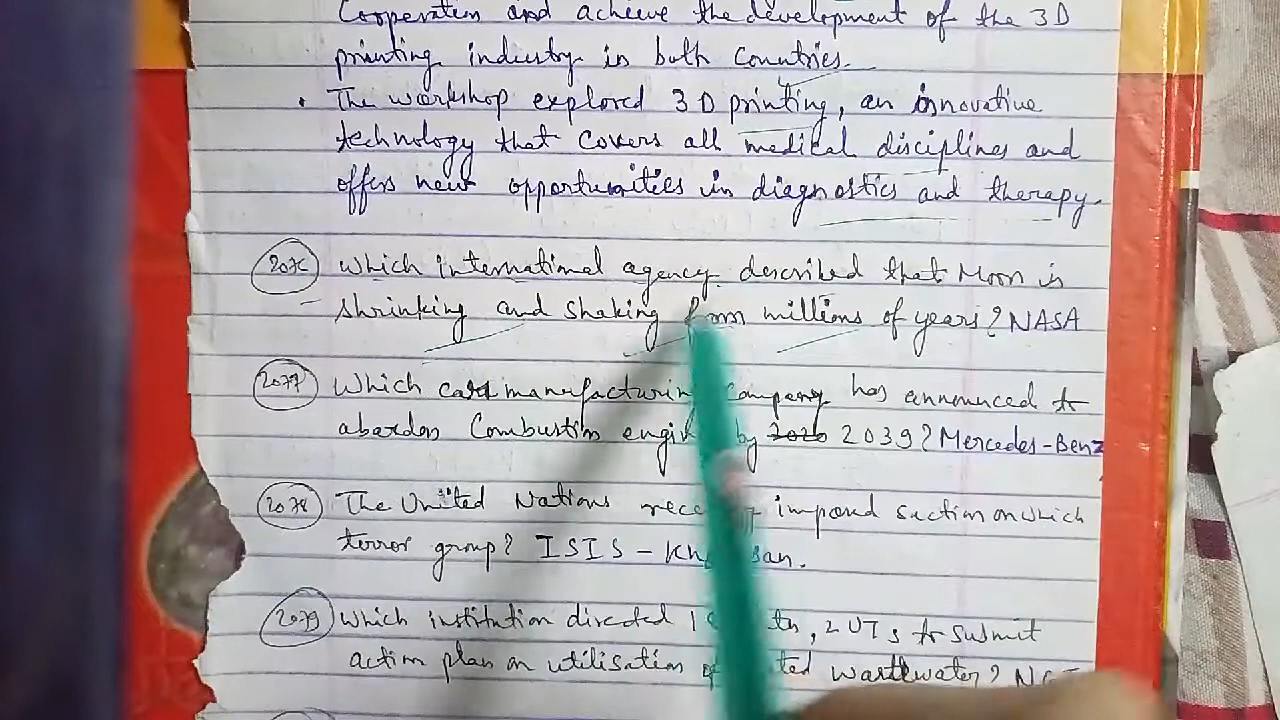 Cooperation and achieve the development of the 3D
printing industry in both Countries.
• The workshop explored 3D printing, an innovative
technology that covers all medical disciplines and
offers new opportunities in diagnostics and therapy.
2076 Which international agency described that Moon is
shrinking and shaking from millions of years? NASA
2077 Which car manufacturing Company has announced to
abandon Combustion engine by 2020 2039? Mercedes-Benz
2078 The United Nations impond suction on which
terror group? ISIS -
2079 Which institution directed 2 UTs to submit
action plan on utilisation of wastewater?